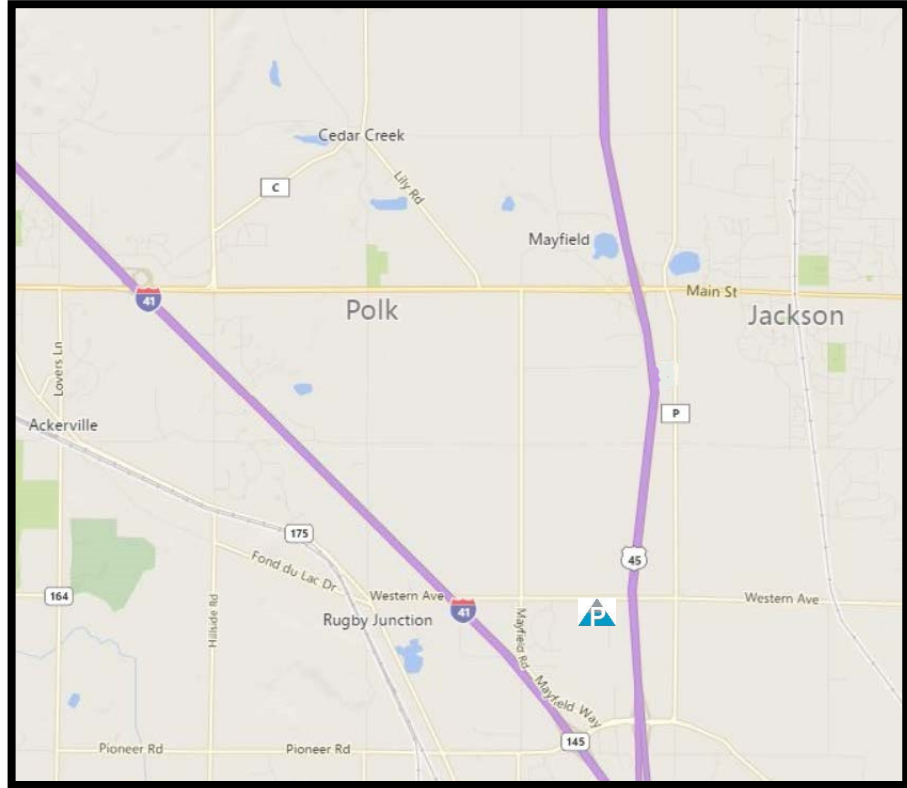 Cedar Creek
C
Lily Rd
Mayfield
41
Main St
Polk
Jackson
Lovers Ln
P
Ackerville
175
45
Fond du Lac Dr
164
Western Ave
Western Ave
41
P
Hillside Rd
Rugby Junction
Mayfield Rd
Mayfield Way
145
Pioneer Rd
Pioneer Rd